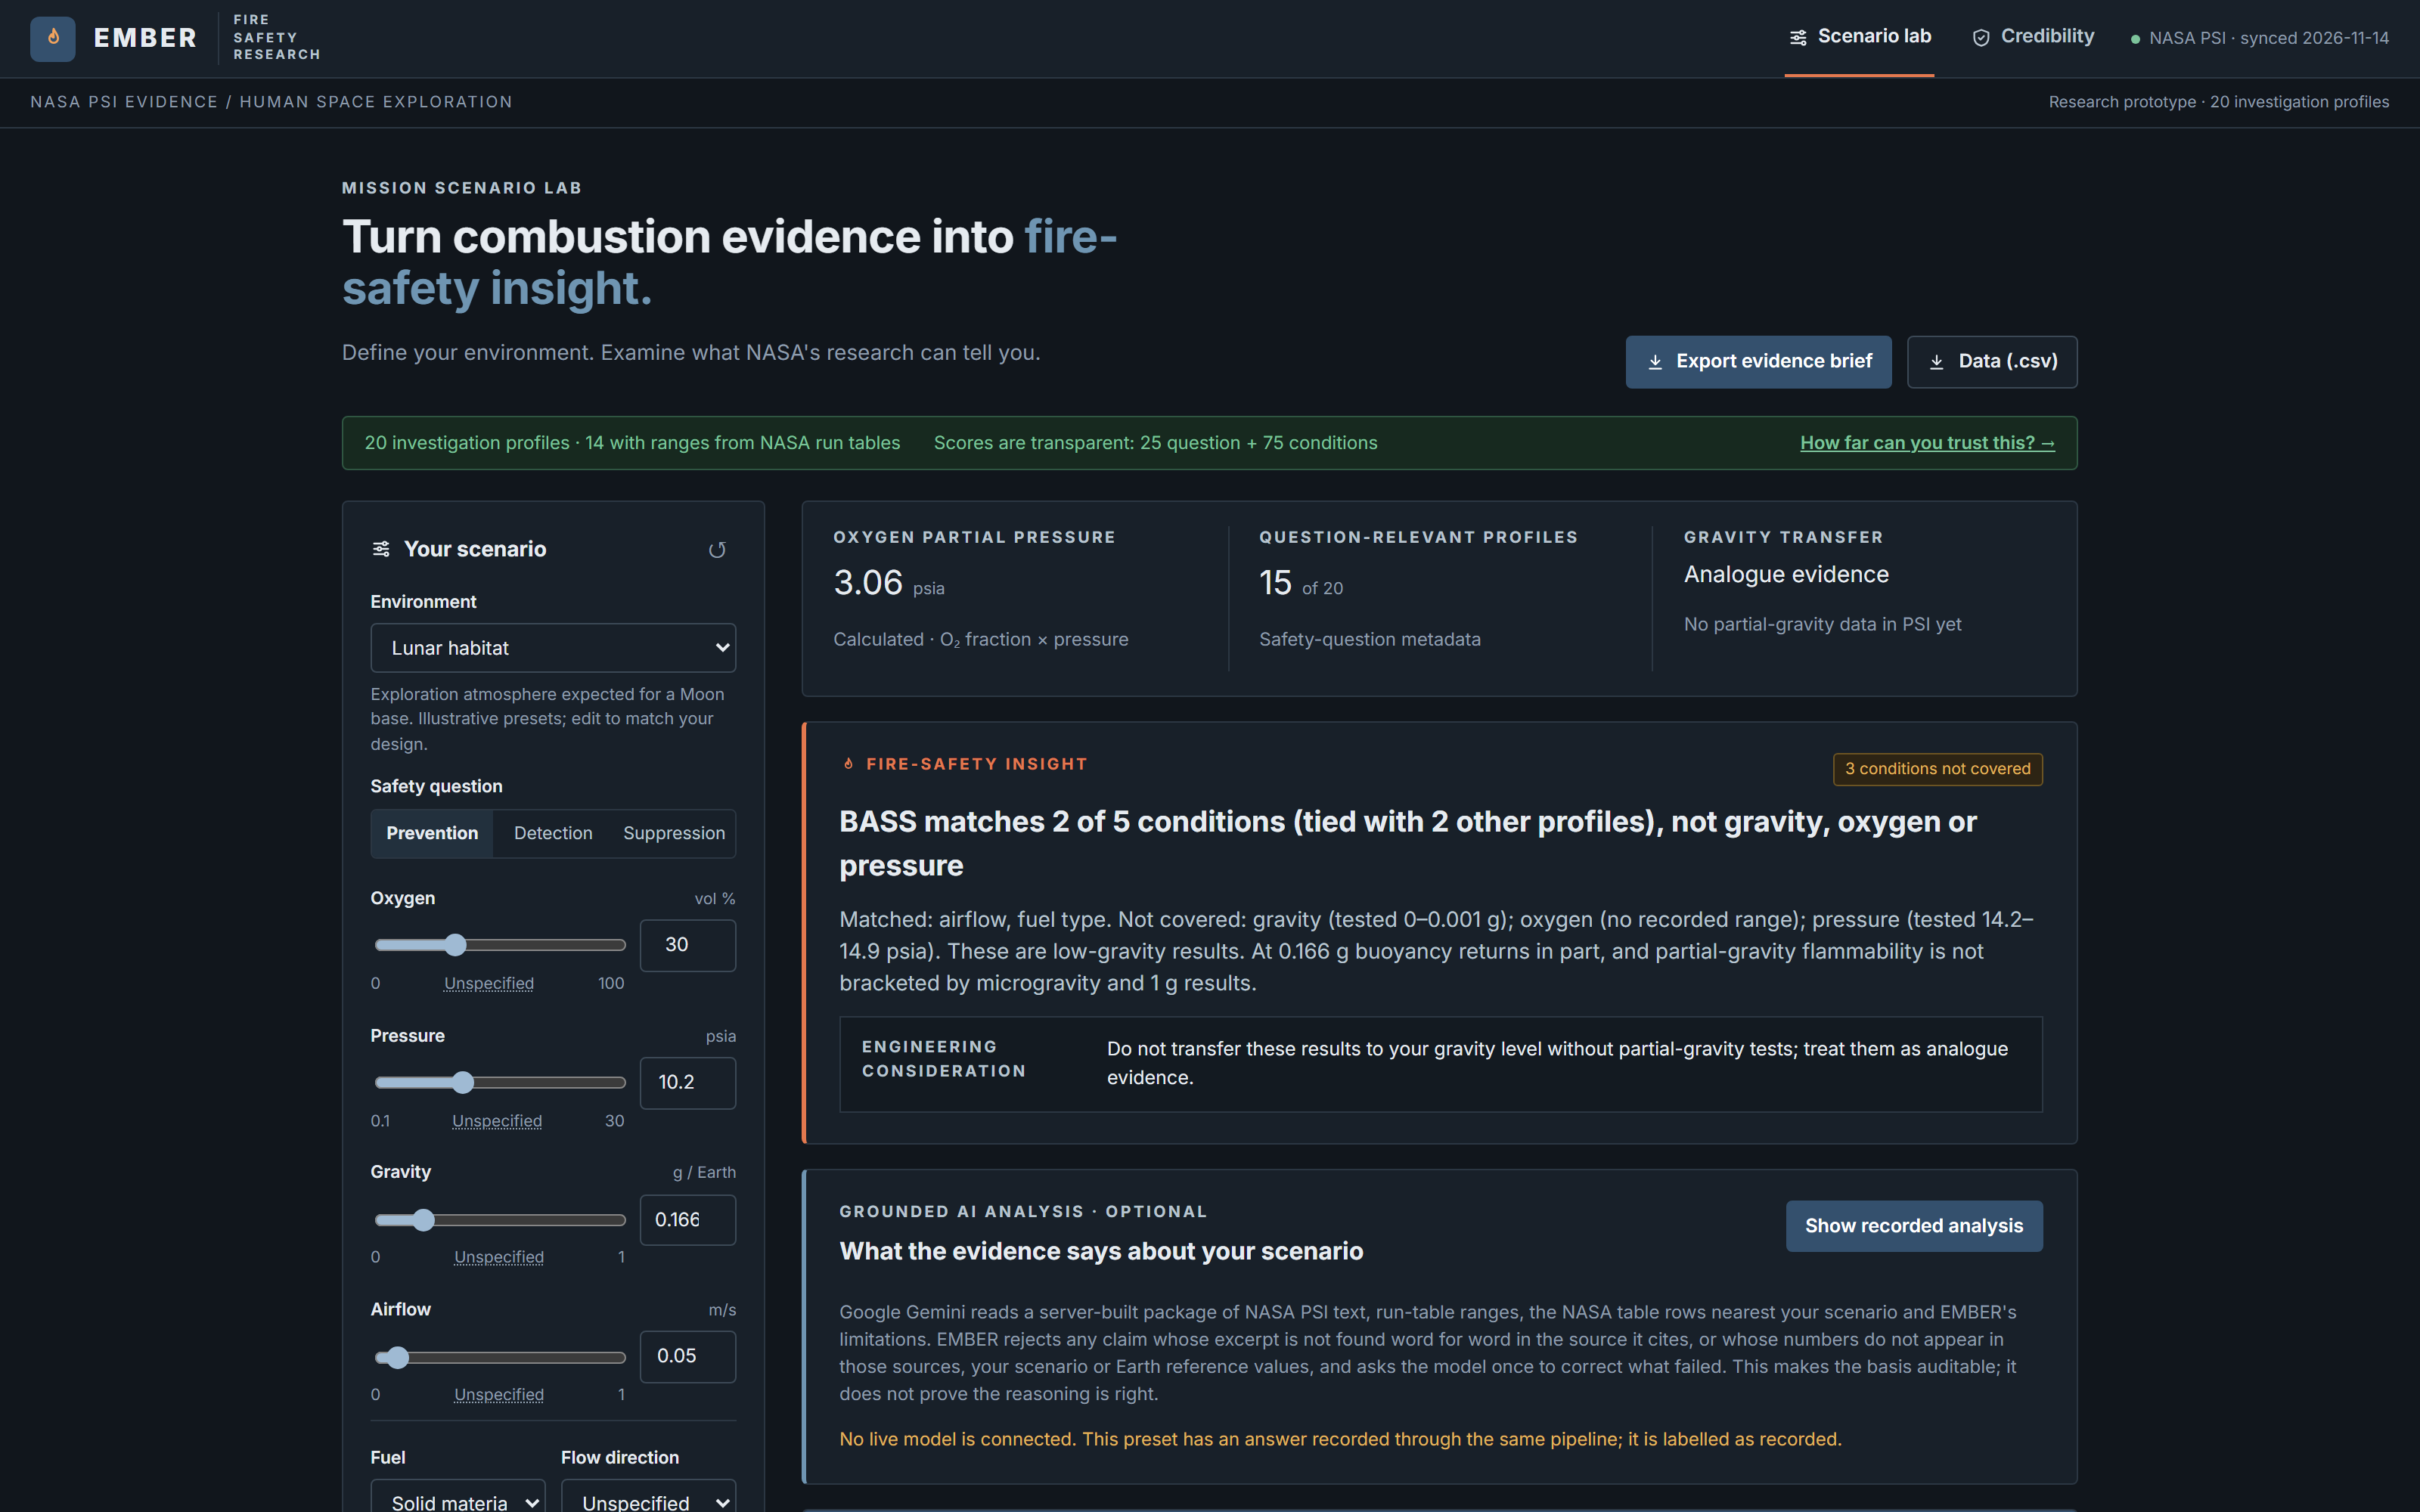 EMBER
FIRE
SAFETY
RESEARCH
Scenario lab
Credibility
NASA PSI · synced 2026-11-14
NASA PSI EVIDENCE / HUMAN SPACE EXPLORATION
Research prototype · 20 investigation profiles
MISSION SCENARIO LAB
Turn combustion evidence into fire-
safety insight.
Define your environment. Examine what NASA's research can tell you.
Export evidence brief
Data (.csv)
20 investigation profiles · 14 with ranges from NASA run tables
Scores are transparent: 25 question + 75 conditions
How far can you trust this? →
Your scenario
Environment
Lunar habitat
Exploration atmosphere expected for a Moon
base. Illustrative presets; edit to match your
design.
Safety question
Prevention Detection Suppression
Oxygen vol %
30
0 Unspecified 100
Pressure psia
10.2
0.1 Unspecified 30
Gravity g / Earth
0.166
0 Unspecified 1
Airflow m/s
0.05
0 Unspecified 1
Fuel Flow direction
Solid materia Unspecified
OXYGEN PARTIAL PRESSURE
3.06 psia
Calculated · O₂ fraction × pressure
QUESTION-RELEVANT PROFILES
15 of 20
Safety-question metadata
GRAVITY TRANSFER
Analogue evidence
No partial-gravity data in PSI yet
FIRE-SAFETY INSIGHT
3 conditions not covered
BASS matches 2 of 5 conditions (tied with 2 other profiles), not gravity, oxygen or
pressure
Matched: airflow, fuel type. Not covered: gravity (tested 0–0.001 g); oxygen (no recorded range); pressure (tested 14.2–
14.9 psia). These are low-gravity results. At 0.166 g buoyancy returns in part, and partial-gravity flammability is not
bracketed by microgravity and 1 g results.
ENGINEERING
CONSIDERATION
Do not transfer these results to your gravity level without partial-gravity tests; treat them as analogue
evidence.
GROUNDED AI ANALYSIS · OPTIONAL
What the evidence says about your scenario
Show recorded analysis
Google Gemini reads a server-built package of NASA PSI text, run-table ranges, the NASA table rows nearest your scenario and EMBER's
limitations. EMBER rejects any claim whose excerpt is not found word for word in the source it cites, or whose numbers do not appear in
those sources, your scenario or Earth reference values, and asks the model once to correct what failed. This makes the basis auditable; it
does not prove the reasoning is right.
No live model is connected. This preset has an answer recorded through the same pipeline; it is labelled as recorded.